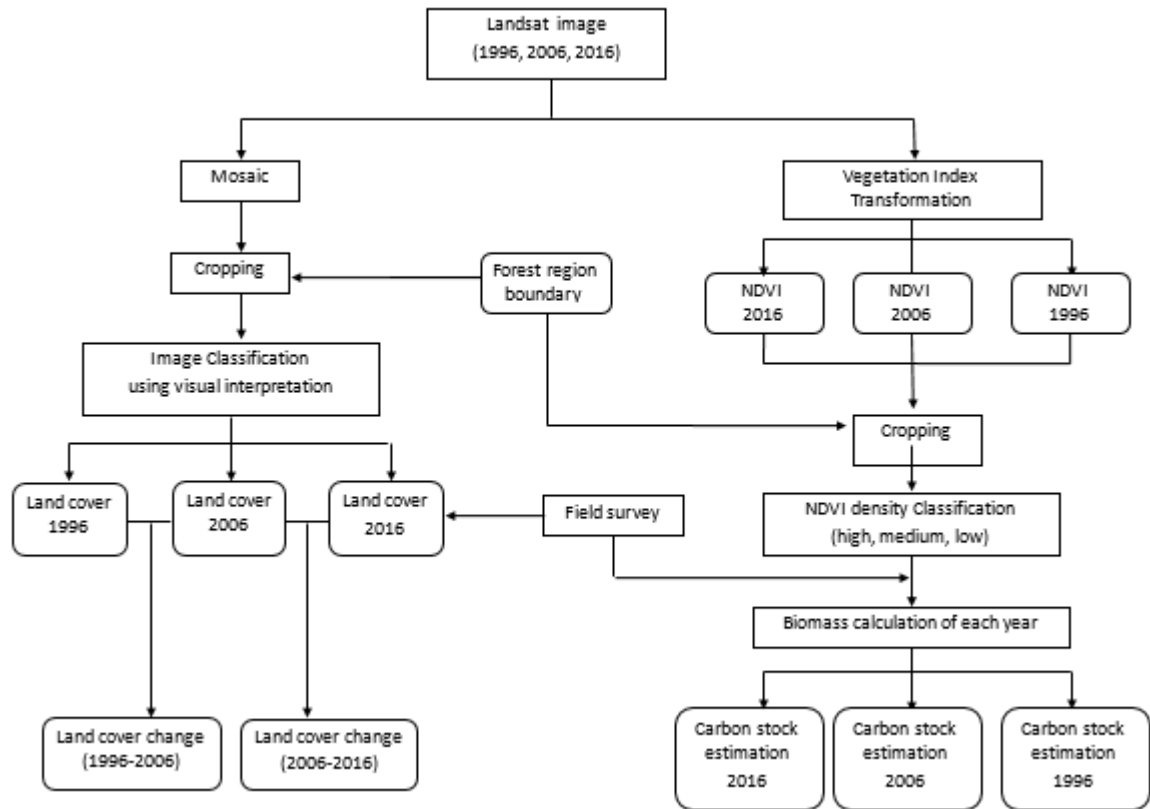 Landsat image
(1996, 2006, 2016)
Mosaic
Vegetation Index
Transformation
Cropping
Forest region
boundary
NDVI
2016
NDVI
2006
NDVI
1996
Image Classification
using visual interpretation
Cropping
Land cover
1996
Land cover
2006
Land cover
2016
Field survey
NDVI density Classification
(high, medium, low)
Biomass calculation of each year
Land cover change
(1996-2006)
Land cover change
(2006-2016)
Carbon stock
estimation
2016
Carbon stock
estimation
2006
Carbon stock
estimation
1996